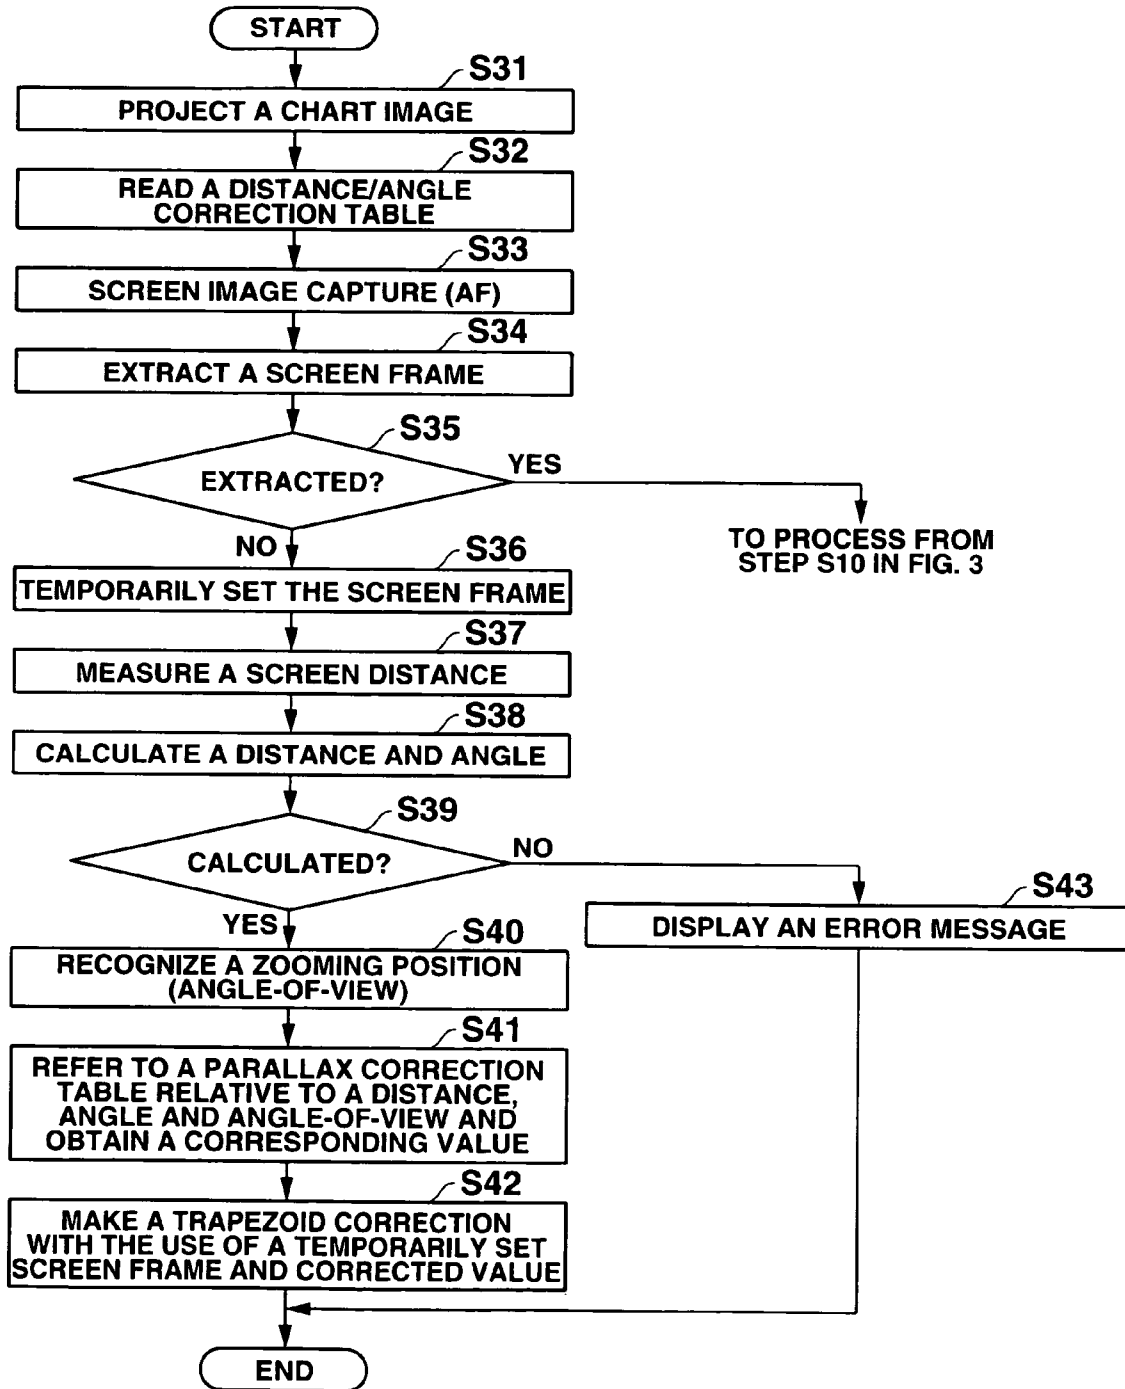 START
S31
PROJECT A CHART IMAGE
S32
READ A DISTANCE/ANGLE
CORRECTION TABLE
S33
SCREEN IMAGE CAPTURE (AF)
S34
EXTRACT A SCREEN FRAME
S35
EXTRACTED?
YES
TO PROCESS FROM
STEP S10 IN FIG. 3
NO
S36
TEMPORARILY SET THE SCREEN FRAME
S37
MEASURE A SCREEN DISTANCE
S38
CALCULATE A DISTANCE AND ANGLE
S39
CALCULATED?
NO
S43
DISPLAY AN ERROR MESSAGE
YES
S40
RECOGNIZE A ZOOMING POSITION
(ANGLE-OF-VIEW)
S41
REFER TO A PARALLAX CORRECTION
TABLE RELATIVE TO A DISTANCE,
ANGLE AND ANGLE-OF-VIEW AND
OBTAIN A CORRESPONDING VALUE
S42
MAKE A TRAPEZOID CORRECTION
WITH THE USE OF A TEMPORARILY SET
SCREEN FRAME AND CORRECTED VALUE
END